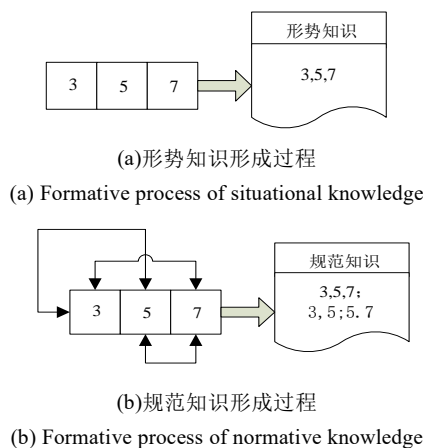 形势知识
3 5 7
3,5,7
(a)形势知识形成过程
(a) Formative process of situational knowledge
规范知识
3 5 7
3,5,7;
3,5;5.7
(b)规范知识形成过程
(b) Formative process of normative knowledge